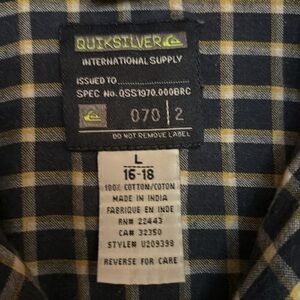 QUIKSILVER
INTERNATIONAL SUPPLY
ISSUED TO
SPEC No. QSS1970.000BRC
070 2
DO NOT REMOVE LABEL
L
16-18
100% COTTON/COTON
MADE IN INDIA
FABRIQUE EN INDE
RN# 22443
CA# 32350
STYLE# U209398
REVERSE FOR CARE